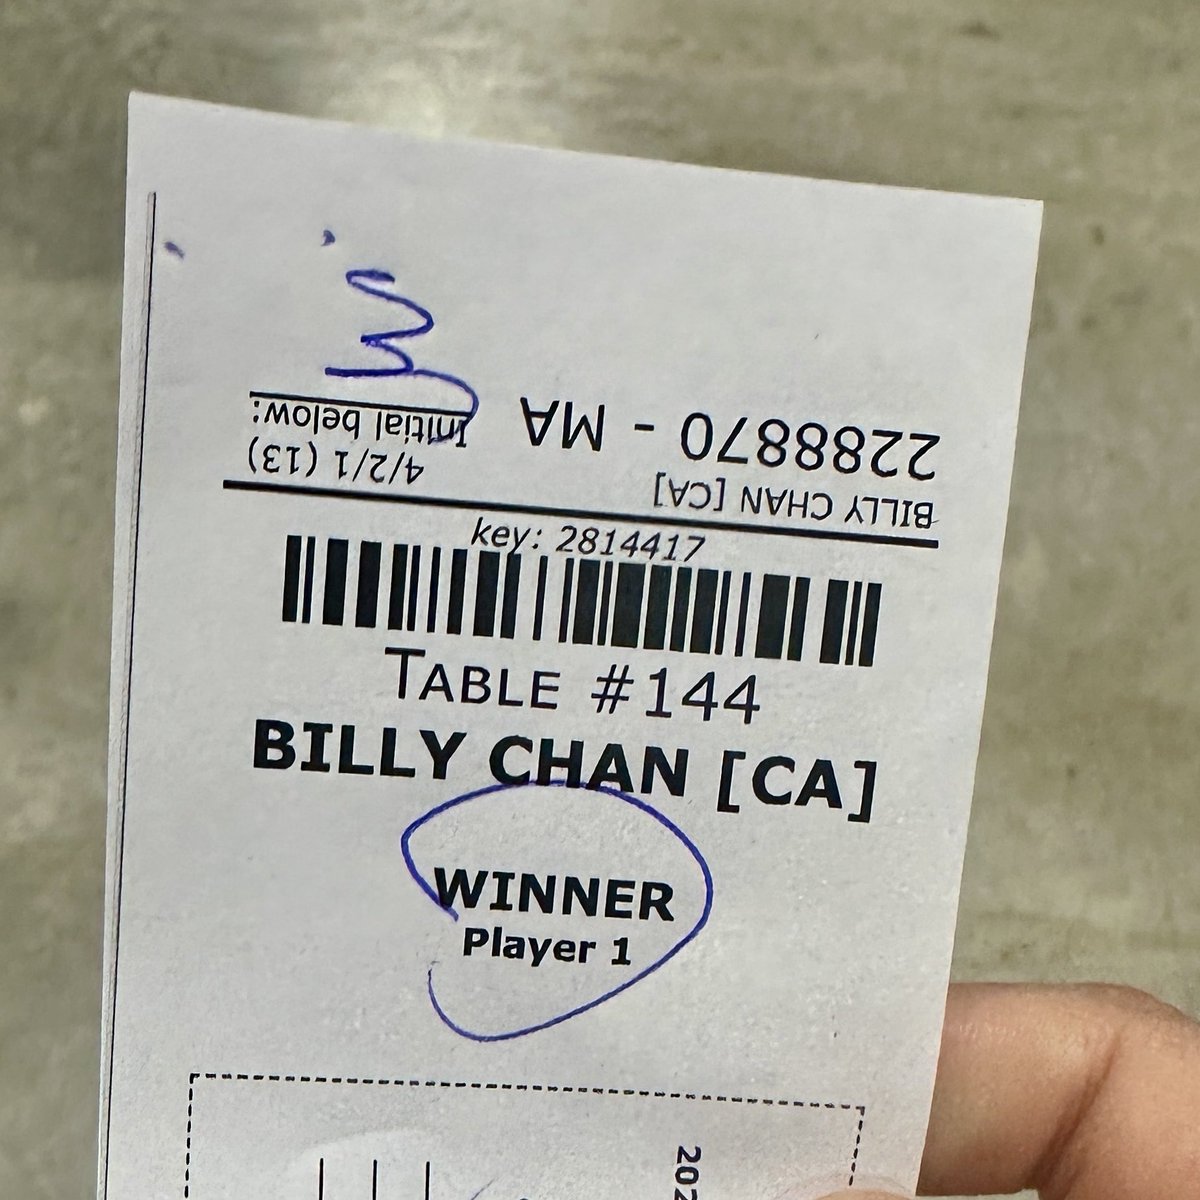 Initial below:
4/2/1 (13)
2288870 - MA
BILLY CHAN [CA]
key: 2814417
TABLE #144
BILLY CHAN [CA]
WINNER
Player 1
202